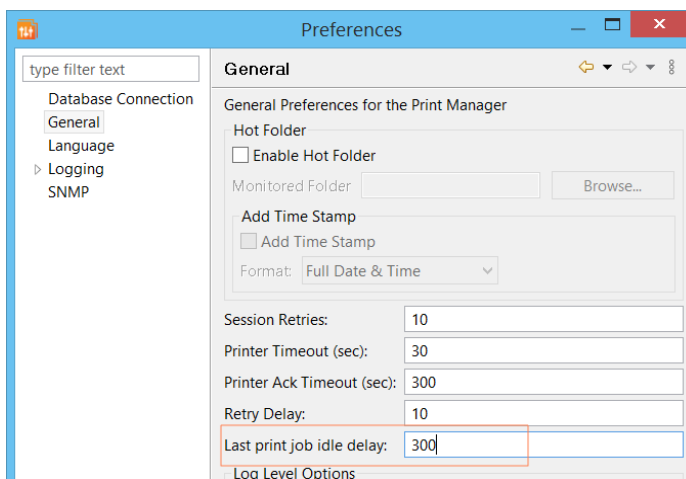 Preferences
type filter text
General
Database Connection
General
Language
Logging
SNMP
General Preferences for the Print Manager
Hot Folder
Enable Hot Folder
Monitored Folder Browse...
Add Time Stamp
Add Time Stamp
Format: Full Date & Time
Session Retries: 10
Printer Timeout (sec): 30
Printer Ack Timeout (sec): 300
Retry Delay: 10
Last print job idle delay: 300
Log Level Options